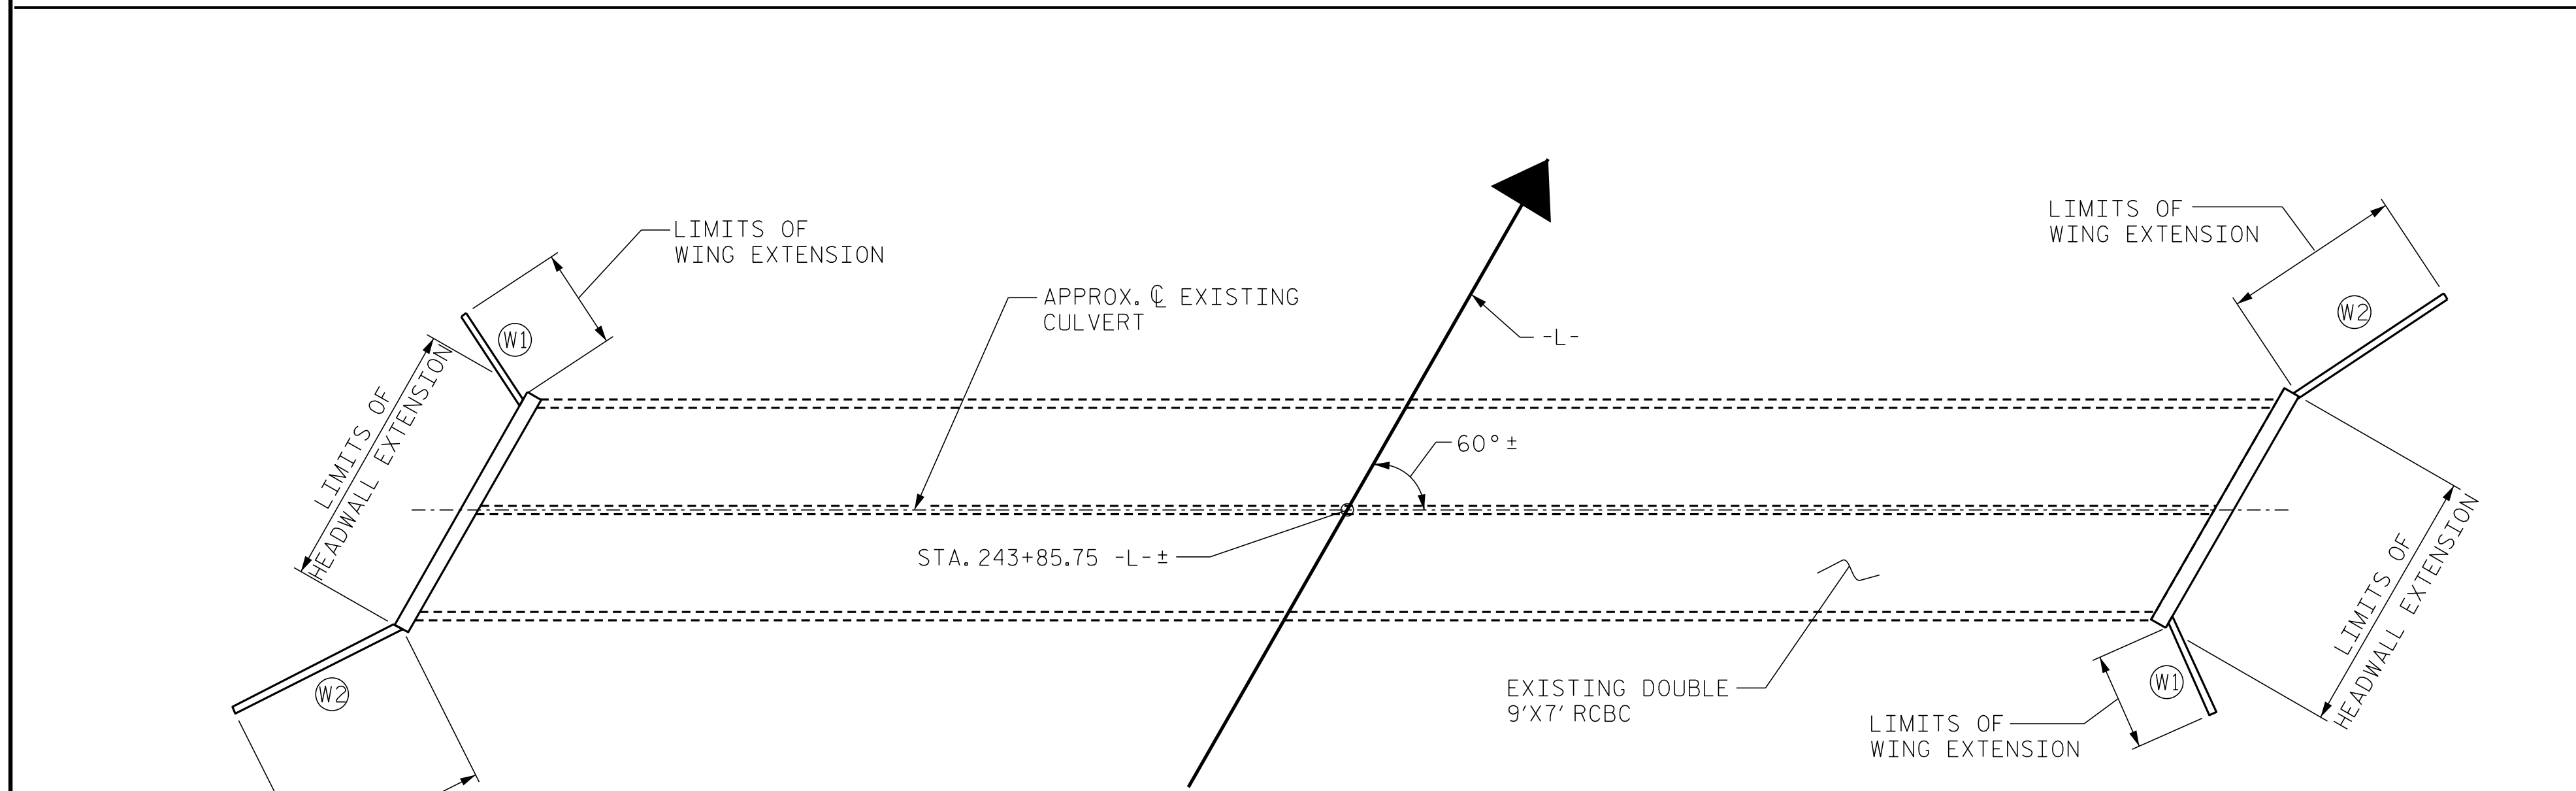 LIMITS OF
WING EXTENSION
LIMITS OF
WING EXTENSION
APPROX. ℄ EXISTING
CULVERT
-L-
W1
W2
LIMITS OF
HEADWALL EXTENSION
60°±
STA. 243+85.75 -L-±
LIMITS OF
HEADWALL EXTENSION
EXISTING DOUBLE
9'X7' RCBC
W2
W1
LIMITS OF
WING EXTENSION